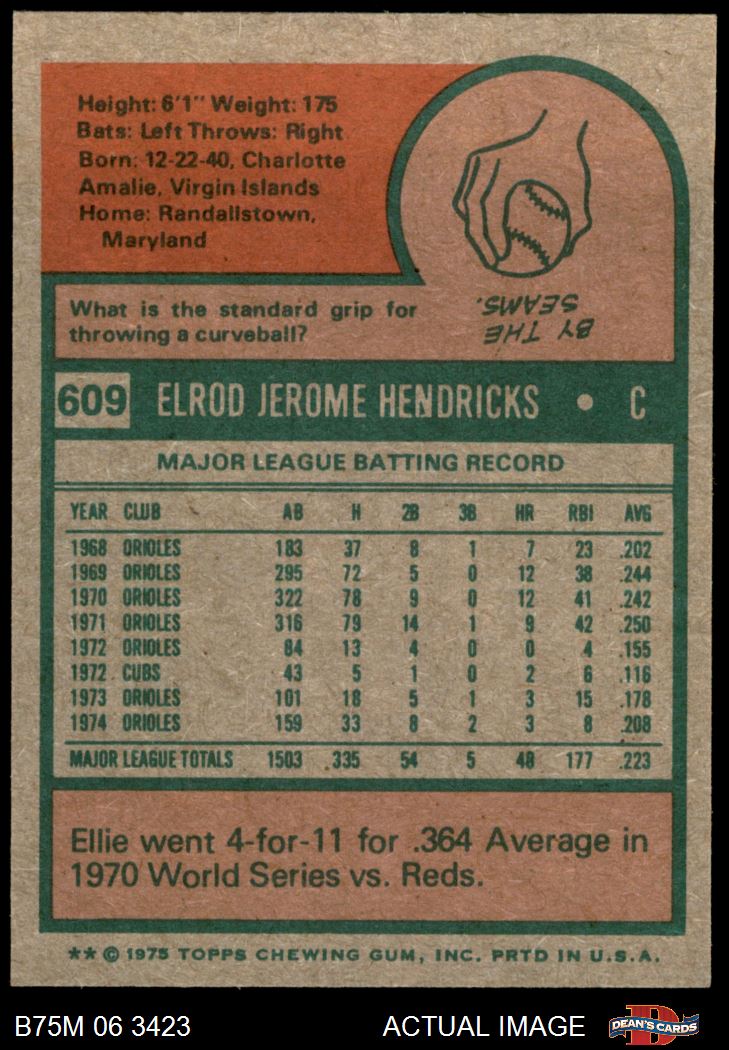 Height: 6'1" Weight: 175
Bats: Left Throws: Right
Born: 12-22-40, Charlotte
Amalie, Virgin Islands
Home: Randallstown,
Maryland
What is the standard grip for
throwing a curveball?
BY THE
SEAMS.
609 ELROD JEROME HENDRICKS • C
MAJOR LEAGUE BATTING RECORD
YEAR CLUB AB H 2B 3B HR RBI AVG
1968 ORIOLES 183 37 8 1 7 23 .202
1969 ORIOLES 295 72 5 0 12 38 .244
1970 ORIOLES 322 78 9 0 12 41 .242
1971 ORIOLES 316 79 14 1 9 42 .250
1972 ORIOLES 84 13 4 0 0 4 .155
1972 CUBS 43 5 1 0 2 6 .116
1973 ORIOLES 101 18 5 1 3 15 .178
1974 ORIOLES 159 33 8 2 3 8 .208
MAJOR LEAGUE TOTALS 1503 335 54 5 48 177 .223
Ellie went 4-for-11 for .364 Average in
1970 World Series vs. Reds.
** © 1975 TOPPS CHEWING GUM, INC. PRTD IN U.S.A.
B75M 06 3423 ACTUAL IMAGE D DEAN'S CARDS